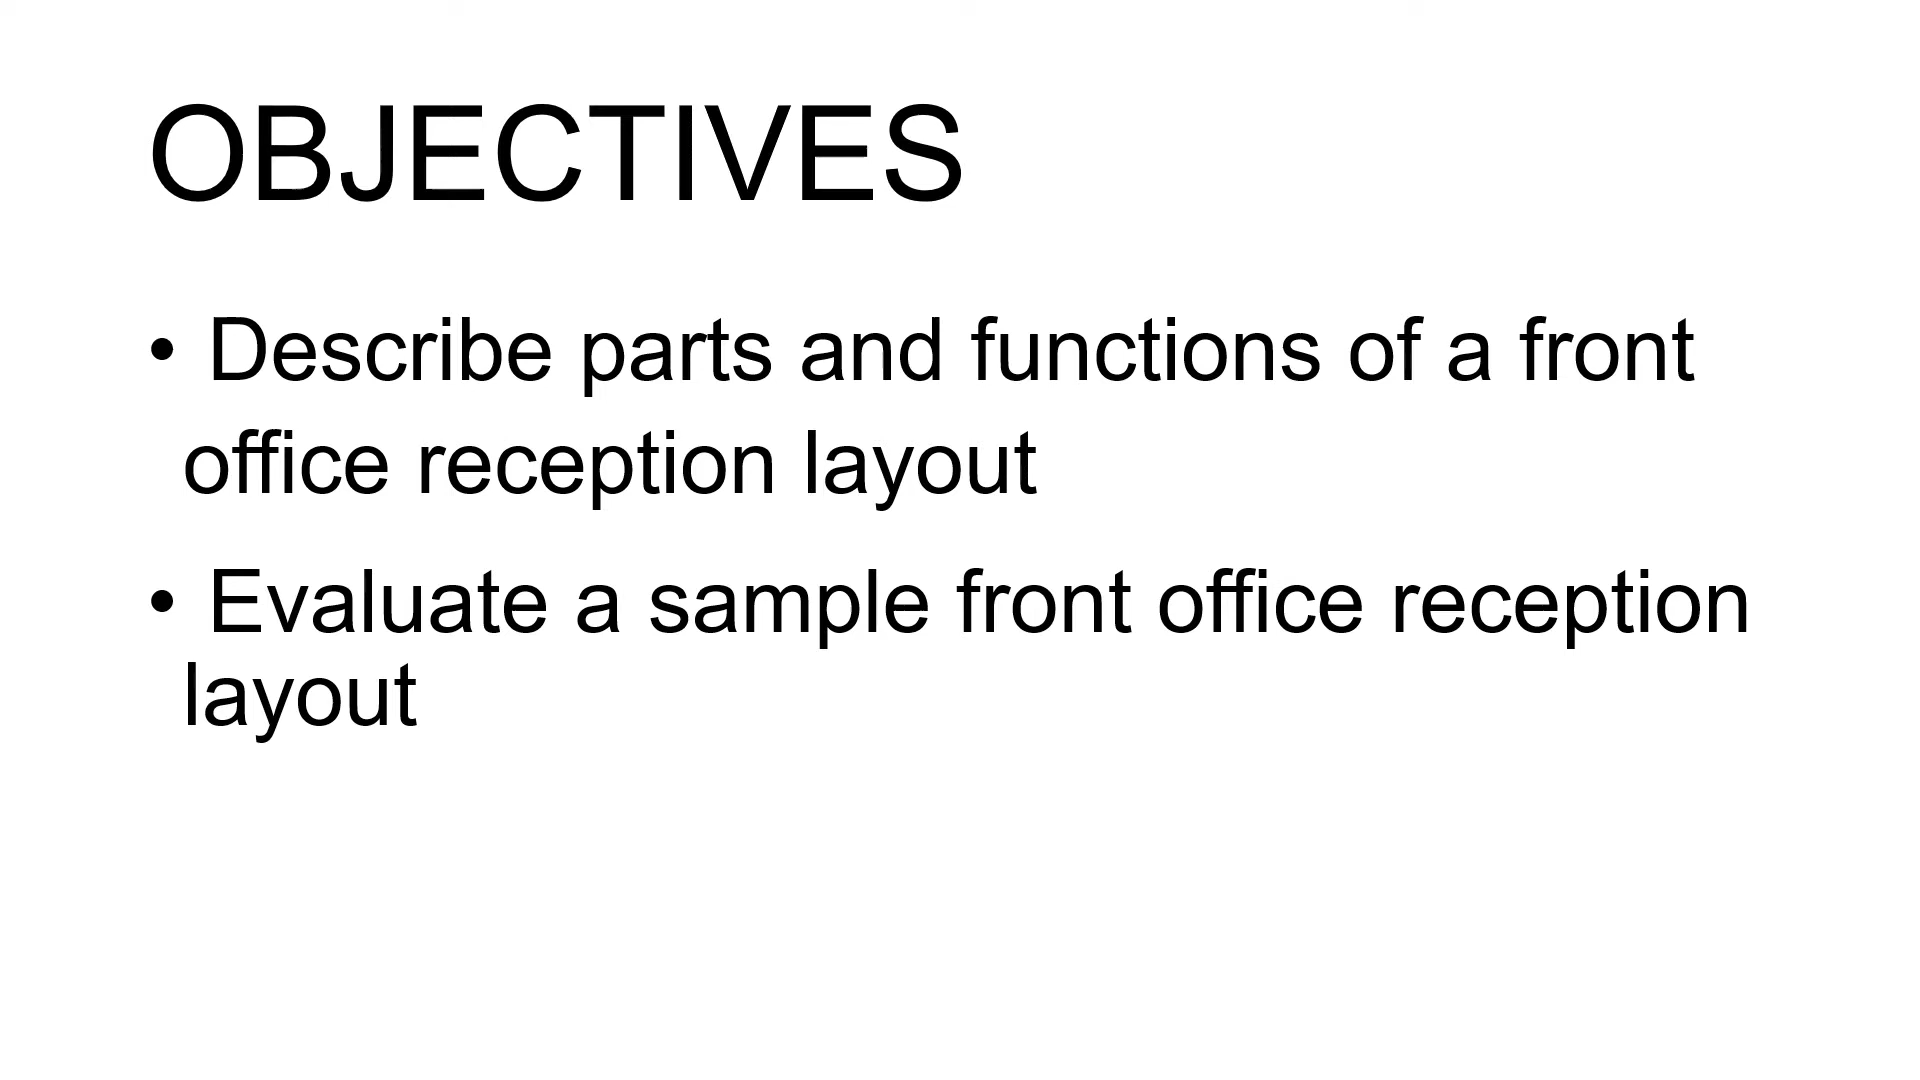 OBJECTIVES
• Describe parts and functions of a front
office reception layout
• Evaluate a sample front office reception
layout